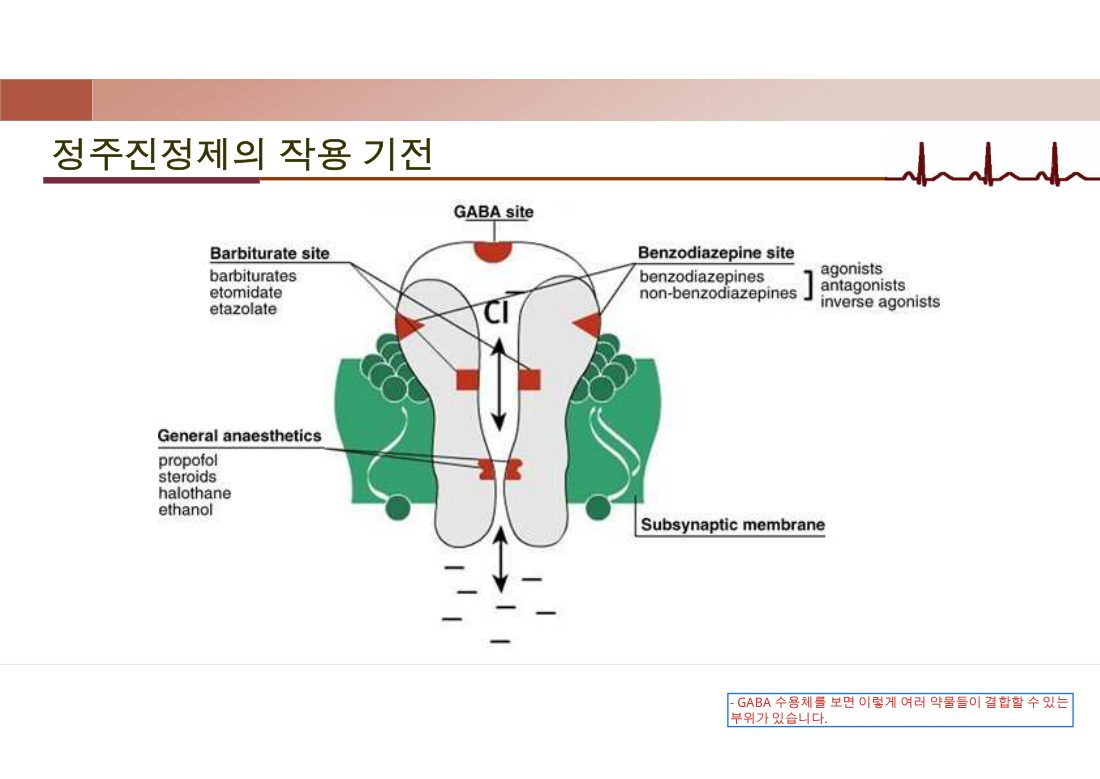 정주진정제의 작용 기전
GABA site
Barbiturate site
barbiturates
etomidate
etazolate
Benzodiazepine site
benzodiazepines
non-benzodiazepines
agonists
antagonists
inverse agonists
Cl⁻
General anaesthetics
propofol
steroids
halothane
ethanol
Subsynaptic membrane
- GABA 수용체를 보면 이렇게 여러 약물들이 결합할 수 있는
부위가 있습니다.